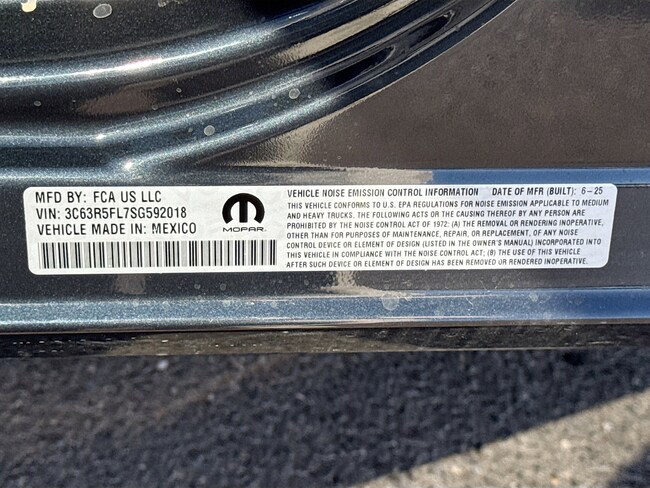 MFD BY: FCA US LLC
VIN: 3C63R5FL7SG592018
VEHICLE MADE IN: MEXICO
MOPAR
VEHICLE NOISE EMISSION CONTROL INFORMATION DATE OF MFR (BUILT): 6-25
THIS VEHICLE CONFORMS TO U.S. EPA REGULATIONS FOR NOISE EMISSION APPLICABLE TO MEDIUM
AND HEAVY TRUCKS. THE FOLLOWING ACTS OR THE CAUSING THEREOF BY ANY PERSON ARE
PROHIBITED BY THE NOISE CONTROL ACT OF 1972: (A) THE REMOVAL OR RENDERING INOPERATIVE,
OTHER THAN FOR PURPOSES OF MAINTENANCE, REPAIR, OR REPLACEMENT, OF ANY NOISE
CONTROL DEVICE OR ELEMENT OF DESIGN (LISTED IN THE OWNER'S MANUAL) INCORPORATED INTO
THIS VEHICLE IN COMPLIANCE WITH THE NOISE CONTROL ACT; (B) THE USE OF THIS VEHICLE
AFTER SUCH DEVICE OR ELEMENT OF DESIGN HAS BEEN REMOVED OR RENDERED INOPERATIVE.